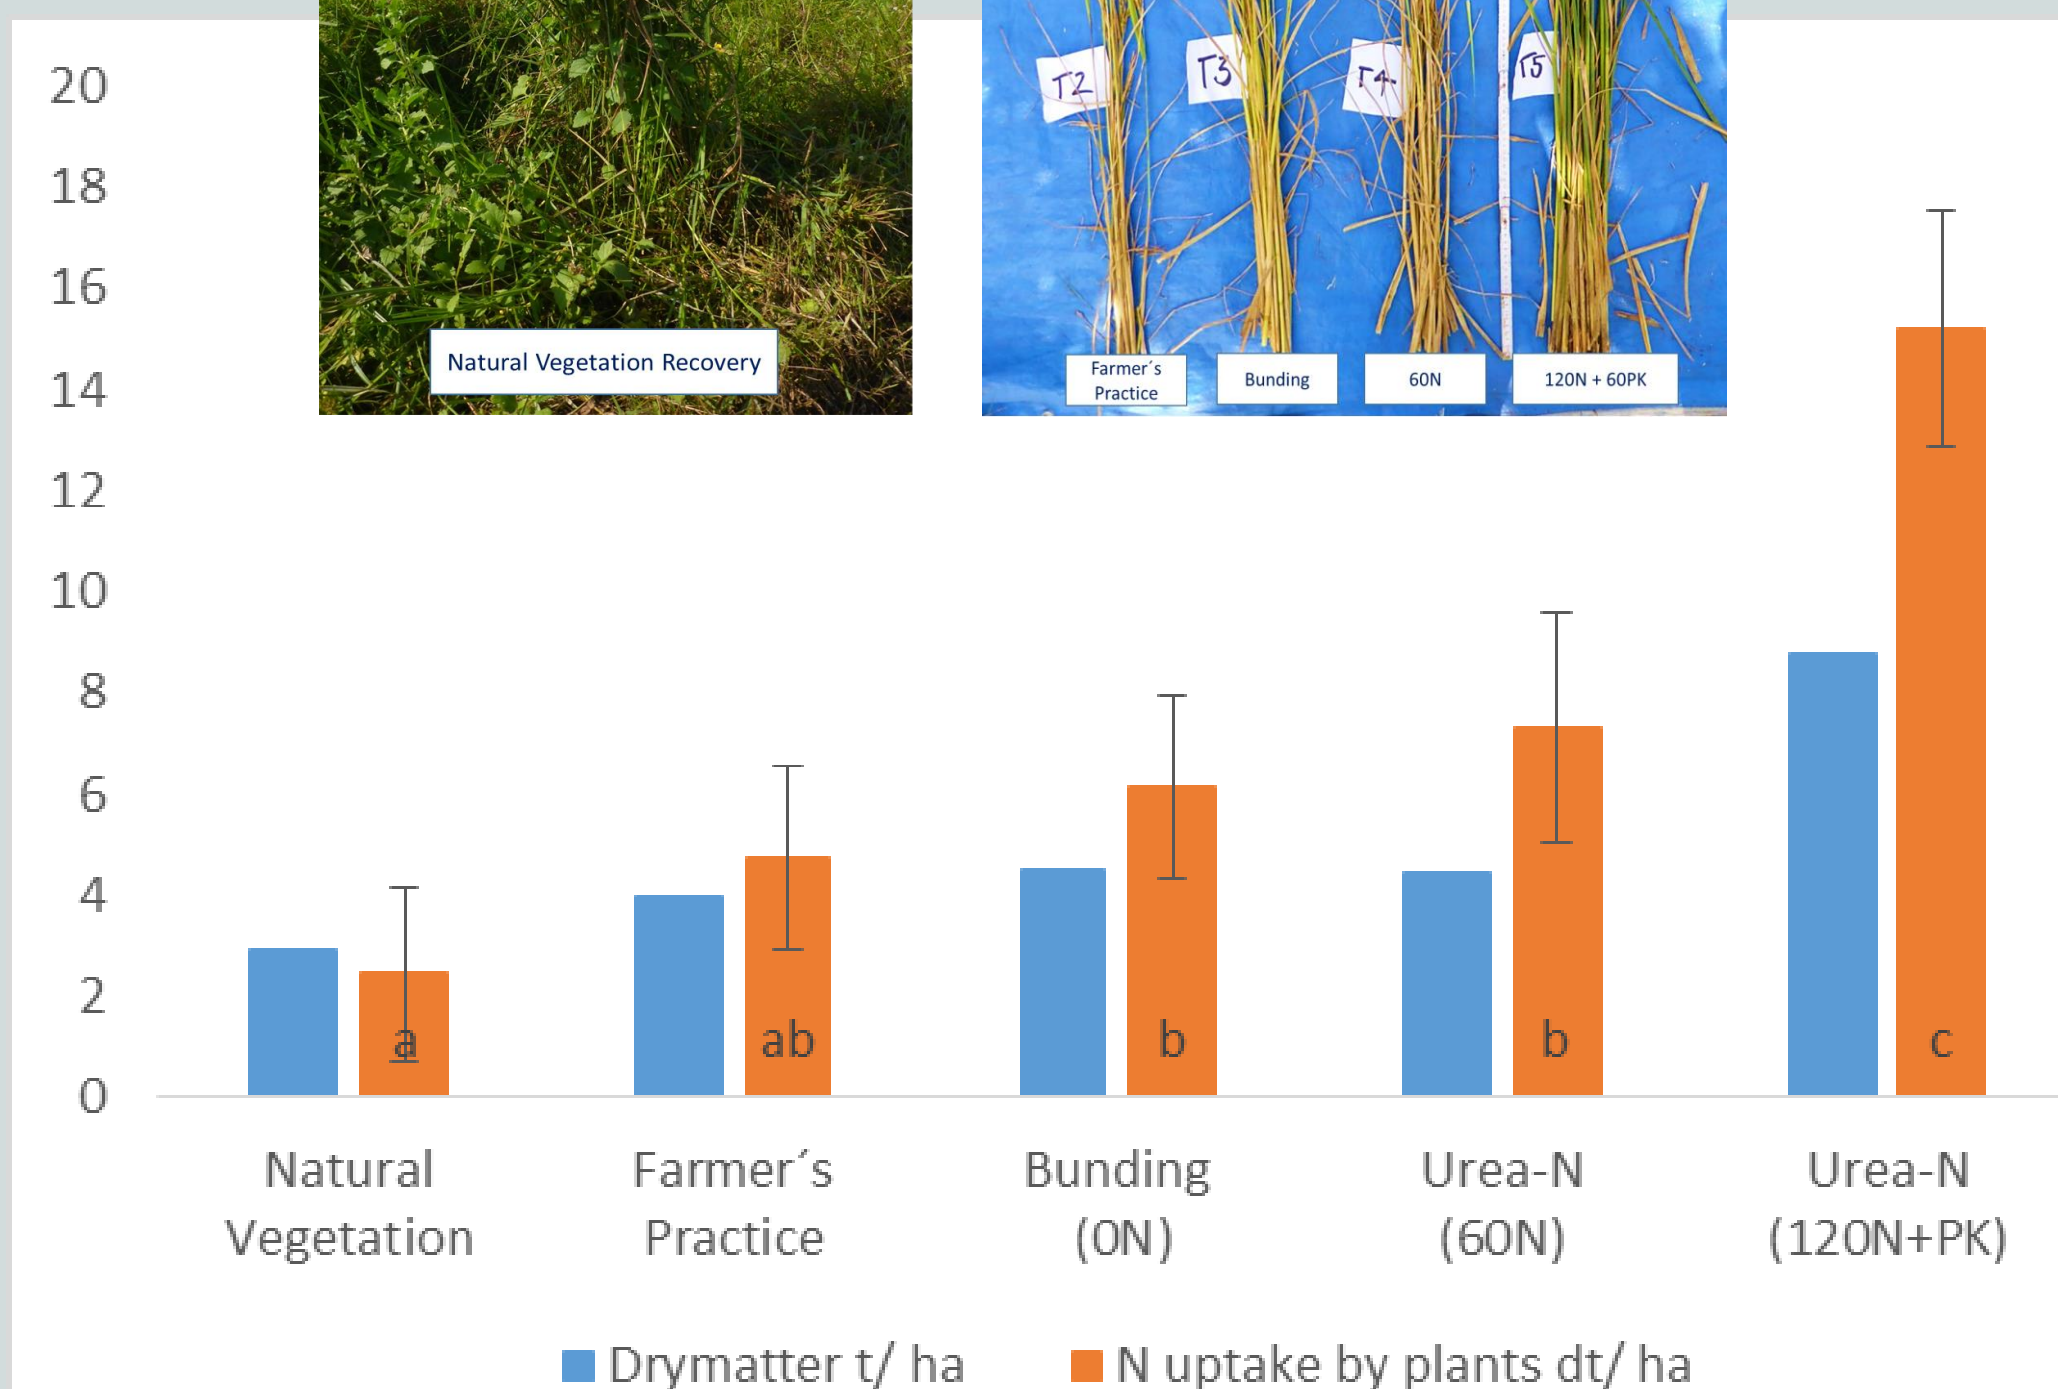 20
18
16
14
12
10
8
6
4
2
0
T2
T3
T4
T5
Natural Vegetation Recovery
Farmer´s
Practice
Bunding
60N
120N + 60PK
a
ab
b
b
c
Natural
Vegetation
Farmer´s
Practice
Bunding
(0N)
Urea-N
(60N)
Urea-N
(120N+PK)
Drymatter t/ ha
N uptake by plants dt/ ha